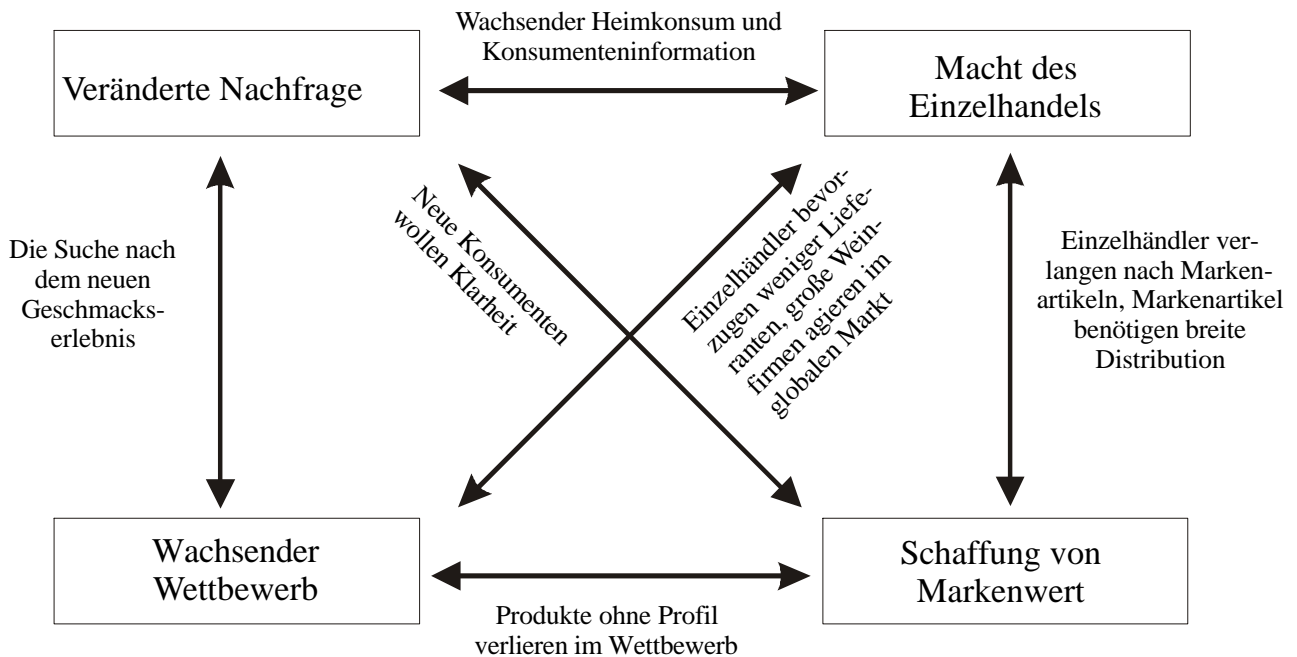 Wachsender Heimkonsum und
Konsumenteninformation
Veränderte Nachfrage
Macht des
Einzelhandels
Neue Konsumenten
wollen Klarheit
Einzelhändler bevor-
zugen weniger Liefe-
ranten, große Wein-
firmen agieren im
globalen Markt
Die Suche nach
dem neuen
Geschmacks-
erlebnis
Einzelhändler ver-
langen nach Marken-
artikeln, Markenartikel
benötigen breite
Distribution
Wachsender
Wettbewerb
Schaffung von
Markenwert
Produkte ohne Profil
verlieren im Wettbewerb